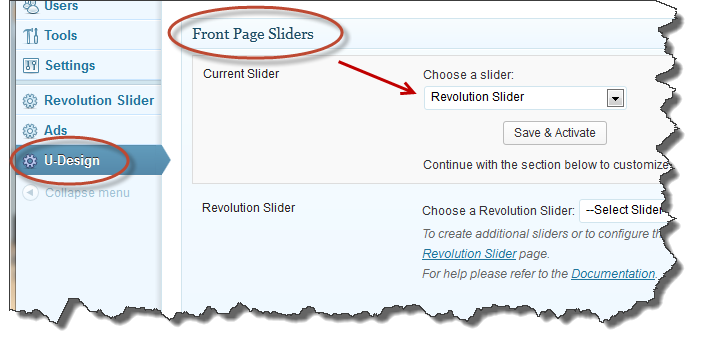 Users
Tools
Settings
Revolution Slider
Ads
U-Design
Collapse menu
Front Page Sliders
Current Slider
Choose a slider:
Revolution Slider
Save & Activate
Continue with the section below to customize
Revolution Slider
Choose a Revolution Slider: --Select Slider
To create additional sliders or to configure
Revolution Slider page.
For help please refer to the Documentation.